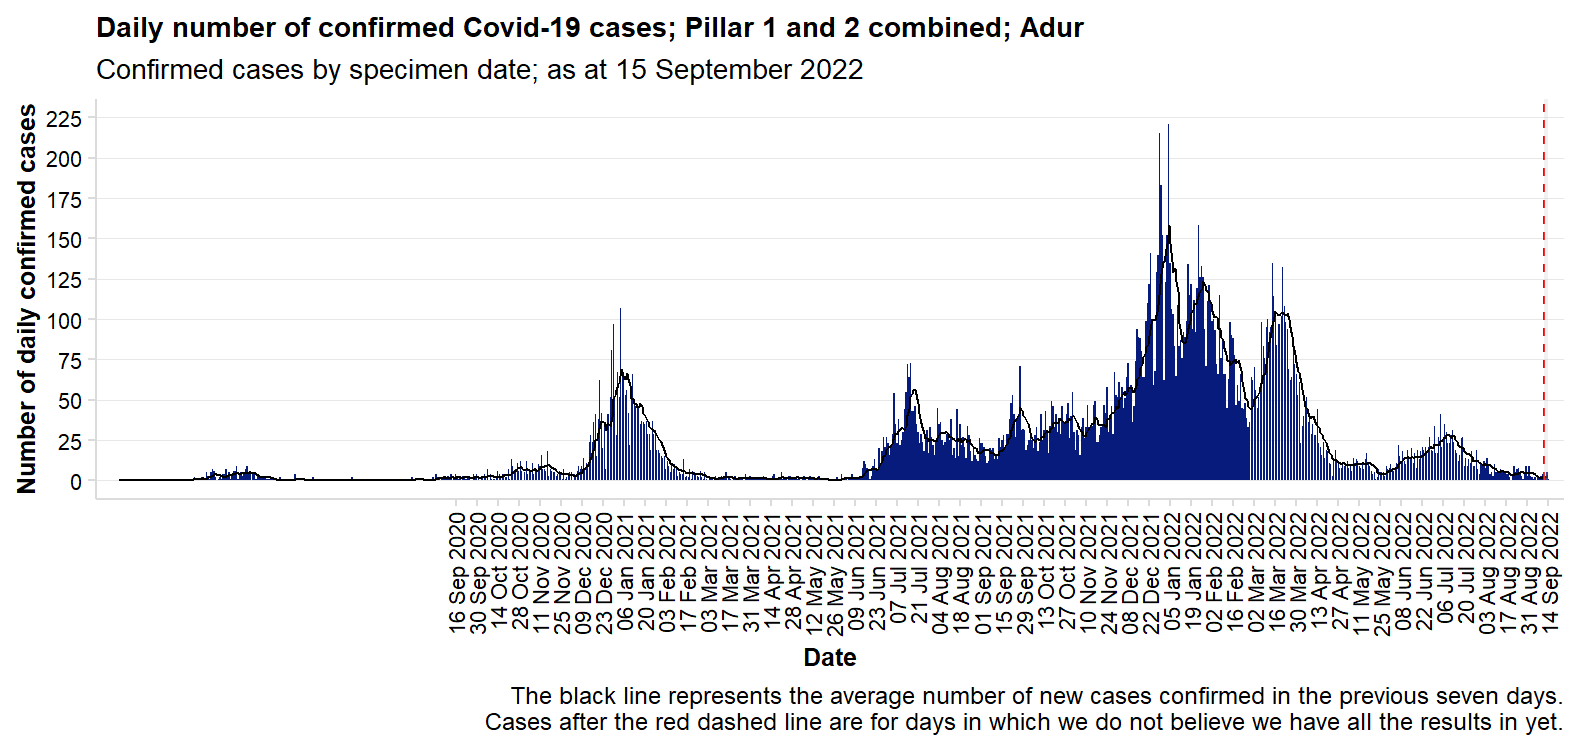 Daily number of confirmed Covid-19 cases; Pillar 1 and 2 combined; Adur
Confirmed cases by specimen date; as at 15 September 2022
Number of daily confirmed cases
225
200
175
150
125
100
75
50
25
0
16 Sep 2020
30 Sep 2020
14 Oct 2020
28 Oct 2020
11 Nov 2020
25 Nov 2020
09 Dec 2020
23 Dec 2020
06 Jan 2021
20 Jan 2021
03 Feb 2021
17 Feb 2021
03 Mar 2021
17 Mar 2021
31 Mar 2021
14 Apr 2021
28 Apr 2021
12 May 2021
26 May 2021
09 Jun 2021
23 Jun 2021
07 Jul 2021
21 Jul 2021
04 Aug 2021
18 Aug 2021
01 Sep 2021
15 Sep 2021
29 Sep 2021
13 Oct 2021
27 Oct 2021
10 Nov 2021
24 Nov 2021
08 Dec 2021
22 Dec 2021
05 Jan 2022
19 Jan 2022
02 Feb 2022
16 Feb 2022
02 Mar 2022
16 Mar 2022
30 Mar 2022
13 Apr 2022
27 Apr 2022
11 May 2022
25 May 2022
08 Jun 2022
22 Jun 2022
06 Jul 2022
20 Jul 2022
03 Aug 2022
17 Aug 2022
31 Aug 2022
14 Sep 2022
Date
The black line represents the average number of new cases confirmed in the previous seven days.
Cases after the red dashed line are for days in which we do not believe we have all the results in yet.